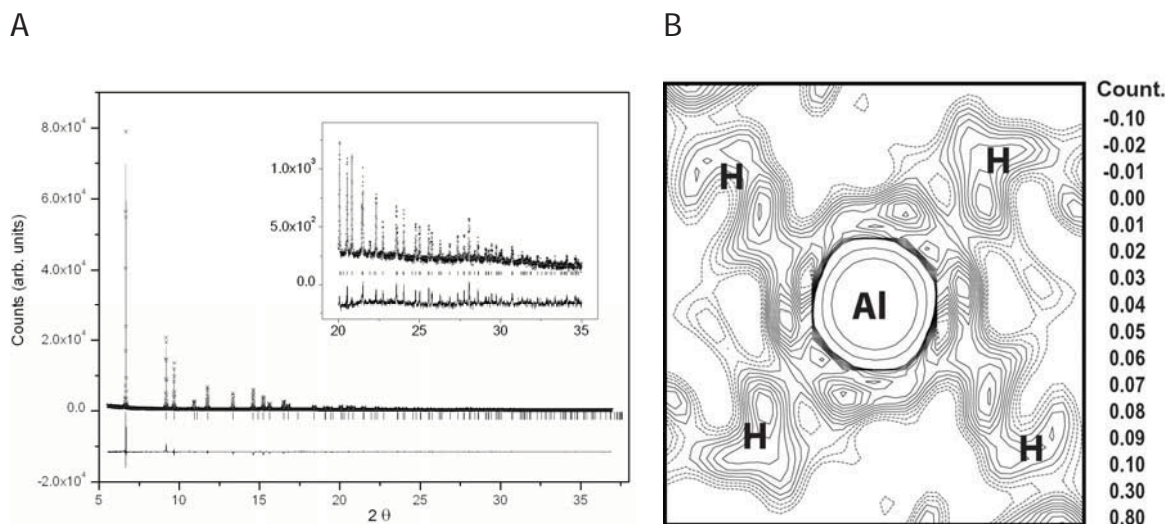 A
B
8.0x10⁴
6.0x10⁴
4.0x10⁴
2.0x10⁴
0.0
-2.0x10⁴
Counts (arb. units)
5 10 15 20 25 30 35
2 θ
1.0x10³
5.0x10²
0.0
20 25 30 35
H H
Al
H H
Count.
-0.10
-0.02
-0.01
0.00
0.01
0.02
0.03
0.04
0.05
0.06
0.07
0.08
0.09
0.10
0.30
0.80